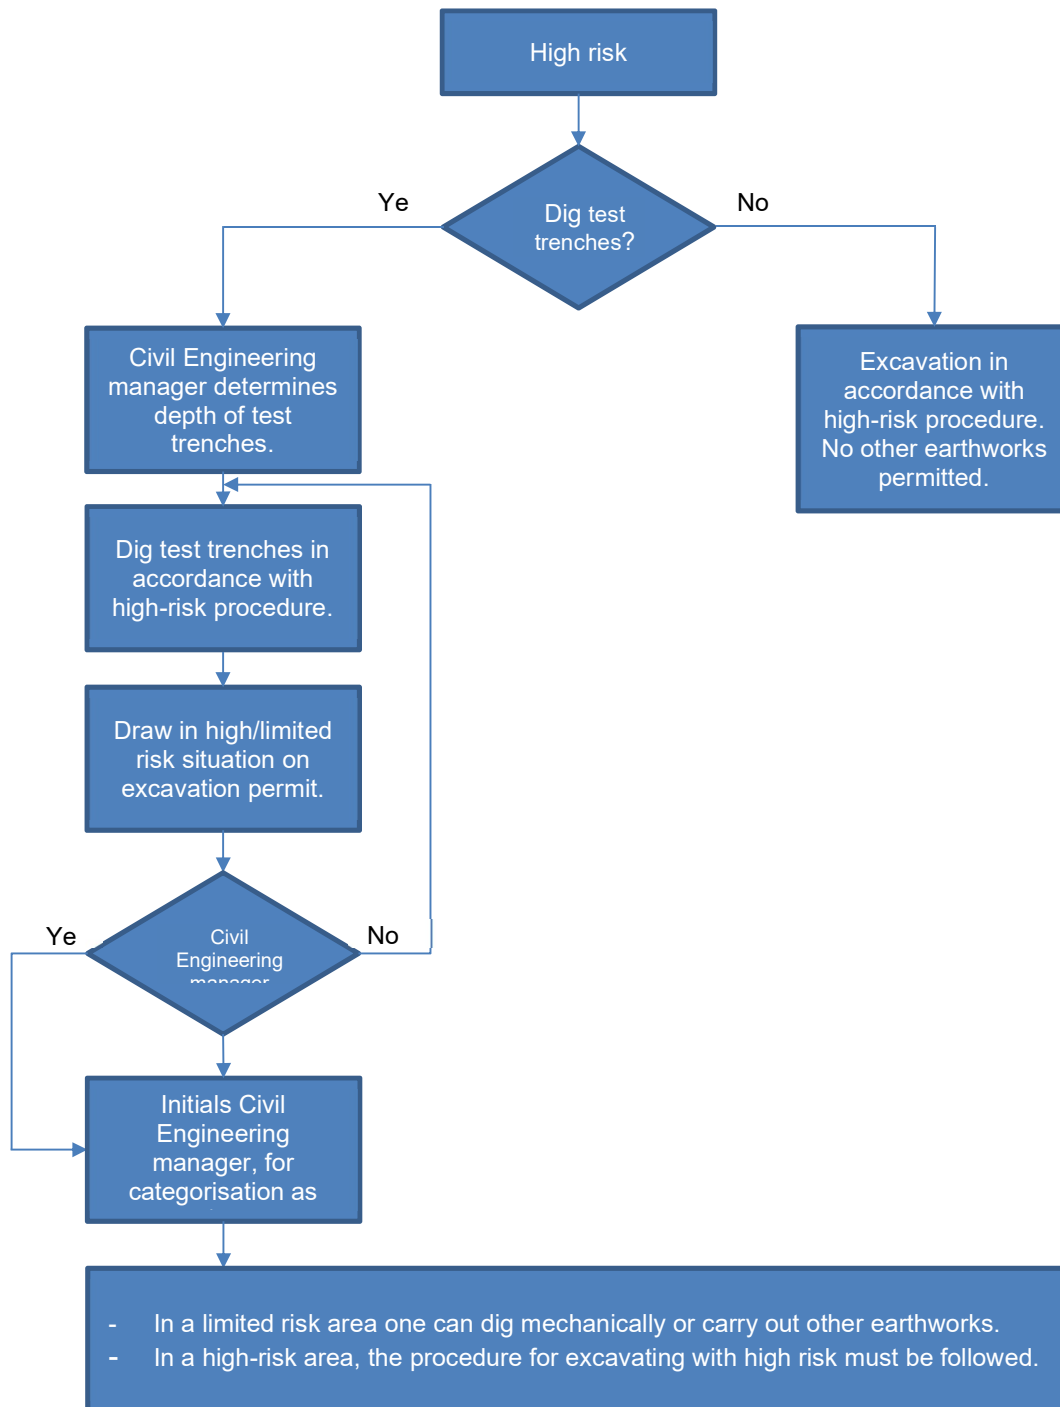 High risk
Dig test
trenches?
Ye
No
Civil Engineering
manager determines
depth of test
trenches.
Excavation in
accordance with
high-risk procedure.
No other earthworks
permitted.
Dig test trenches in
accordance with
high-risk procedure.
Draw in high/limited
risk situation on
excavation permit.
Ye
No
Civil
Engineering
manager
Initials Civil
Engineering
manager, for
categorisation as
- In a limited risk area one can dig mechanically or carry out other earthworks.
- In a high-risk area, the procedure for excavating with high risk must be followed.